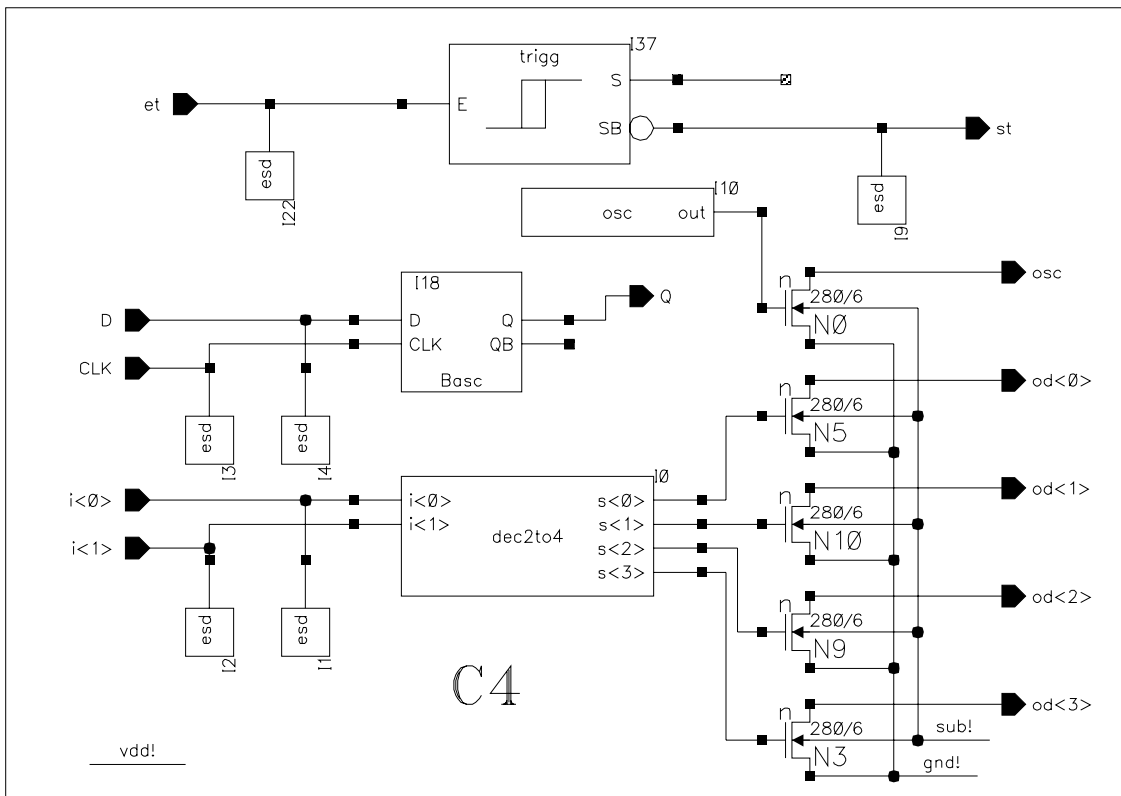 I37
trigg
S
et
E
SB
st
esd
esd
I22
I10
I9
osc out
osc
n
280/6
N0
I18
D
D Q
Q
CLK
CLK QB
Basc
od<0>
n
280/6
N5
esd
esd
I3
I4
I0
i<0>
i<0> s<0>
od<1>
n
280/6
N10
i<1>
i<1> s<1>
dec2to4
s<2>
s<3>
od<2>
n
280/6
N9
esd
esd
I2
I1
C4
od<3>
n
280/6
N3
sub!
vdd!
gnd!